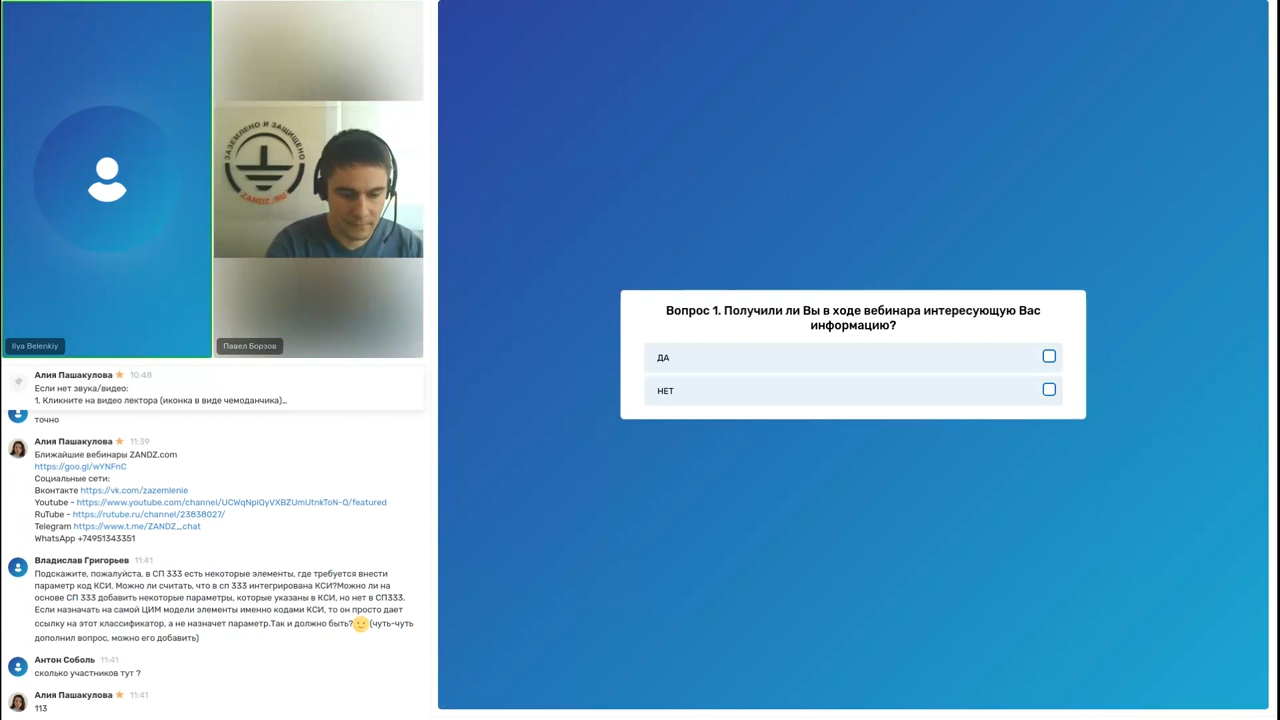 ЗАЗЕМЛЕНО И ЗАЩИЩЕНО
ZANDZ.RU
Ilya Belenkiy
Павел Борзов
Алия Пашакулова 10:48
Если нет звука/видео:
1. Кликните на видео лектора (иконка в виде чемоданчика)...
точно
Алия Пашакулова 11:39
Ближайшие вебинары ZANDZ.com
https://goo.gl/wYNFnC
Социальные сети:
Вконтакте https://vk.com/zazemlenie
Youtube - https://www.youtube.com/channel/UCWqNplQyVXBZUmUtnkToN-Q/featured
RuTube - https://rutube.ru/channel/23838027/
Telegram https://www.t.me/ZANDZ_chat
WhatsApp +74951343351
Владислав Григорьев 11:41
Подскажите, пожалуйста, в СП 333 есть некоторые элементы, где требуется внести
параметр код КСИ. Можно ли считать, что в сп 333 интегрирована КСИ?Можно ли на
основе СП 333 добавить некоторые параметры, которые указаны в КСИ, но нет в СП333.
Если назначать на самой ЦИМ модели элементы именно кодами КСИ, то он просто дает
ссылку на этот классификатор, а не назначет параметр.Так и должно быть?🙂(чуть-чуть
дополнил вопрос, можно его добавить)
Антон Соболь 11:41
сколько участников тут ?
Алия Пашакулова 11:41
113
Вопрос 1. Получили ли Вы в ходе вебинара интересующую Вас
информацию?
ДА
НЕТ